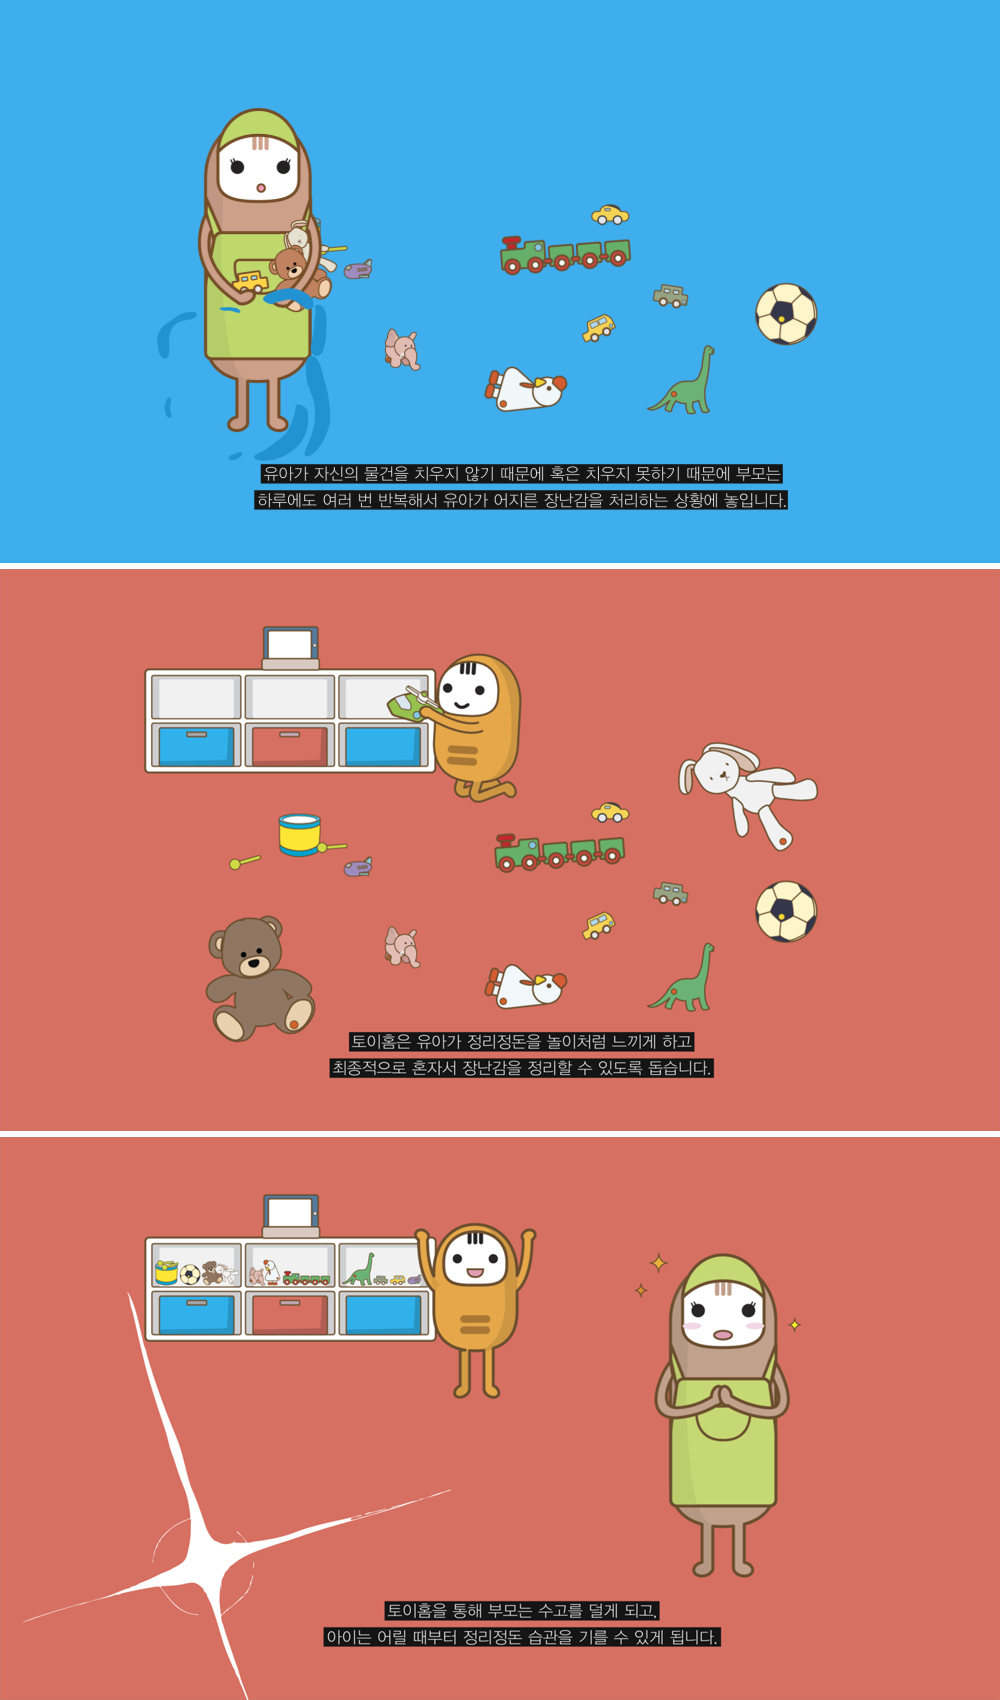 유아가 자신의 물건을 치우지 않기 때문에 혹은 치우지 못하기 때문에 부모는
하루에도 여러 번 반복해서 유아가 어지른 장난감을 처리하는 상황에 놓입니다.
토이홈은 유아가 정리정돈을 놀이처럼 느끼게 하고
최종적으로 혼자서 장난감을 정리할 수 있도록 돕습니다.
토이홈을 통해 부모는 수고를 덜게 되고,
아이는 어릴 때부터 정리정돈 습관을 기를 수 있게 됩니다.